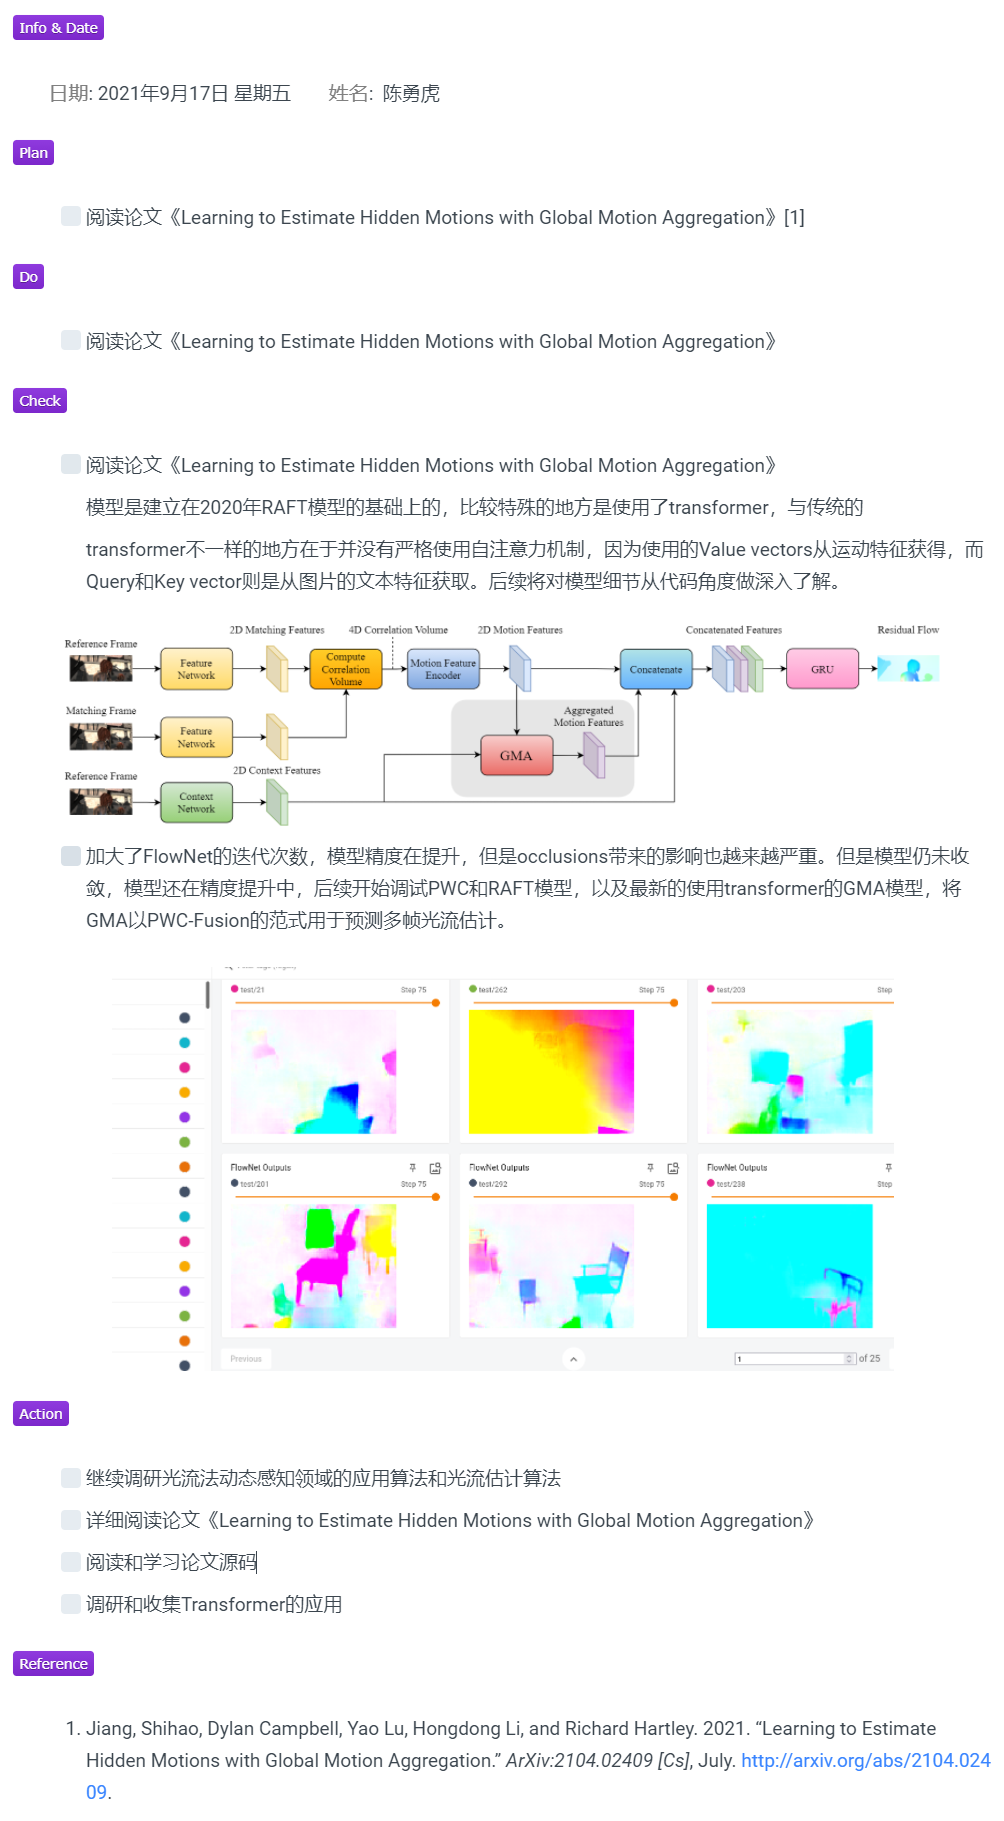 Info & Date
日期: 2021年9月17日 星期五 姓名: 陈勇虎
Plan
阅读论文《Learning to Estimate Hidden Motions with Global Motion Aggregation》[1]
Do
阅读论文《Learning to Estimate Hidden Motions with Global Motion Aggregation》
Check
阅读论文《Learning to Estimate Hidden Motions with Global Motion Aggregation》
模型是建立在2020年RAFT模型的基础上的，比较特殊的地方是使用了transformer，与传统的
transformer不一样的地方在于并没有严格使用自注意力机制，因为使用的Value vectors从运动特征获得，而
Query和Key vector则是从图片的文本特征获取。后续将对模型细节从代码角度做深入了解。
2D Matching Features 4D Correlation Volume 2D Motion Features Concatenated Features Residual Flow
Reference Frame
Feature
Network
Compute
Correlation
Volume
Motion Feature
Encoder
Concatenate
GRU
Matching Frame
Feature
Network
Aggregated
Motion Features
GMA
Reference Frame
2D Context Features
Context
Network
加大了FlowNet的迭代次数，模型精度在提升，但是occlusions带来的影响也越来越严重。但是模型仍未收
敛，模型还在精度提升中，后续开始调试PWC和RAFT模型，以及最新的使用transformer的GMA模型，将
GMA以PWC-Fusion的范式用于预测多帧光流估计。
test/21 Step 75 test/262 Step 75 test/203 Step
FlowNet Outputs FlowNet Outputs FlowNet Outputs
test/201 Step 75 test/292 Step 75 test/238 Step
Previous 1 of 25
Action
继续调研光流法动态感知领域的应用算法和光流估计算法
详细阅读论文《Learning to Estimate Hidden Motions with Global Motion Aggregation》
阅读和学习论文源码
调研和收集Transformer的应用
Reference
1. Jiang, Shihao, Dylan Campbell, Yao Lu, Hongdong Li, and Richard Hartley. 2021. “Learning to Estimate
Hidden Motions with Global Motion Aggregation.” ArXiv:2104.02409 [Cs], July. http://arxiv.org/abs/2104.024
09.